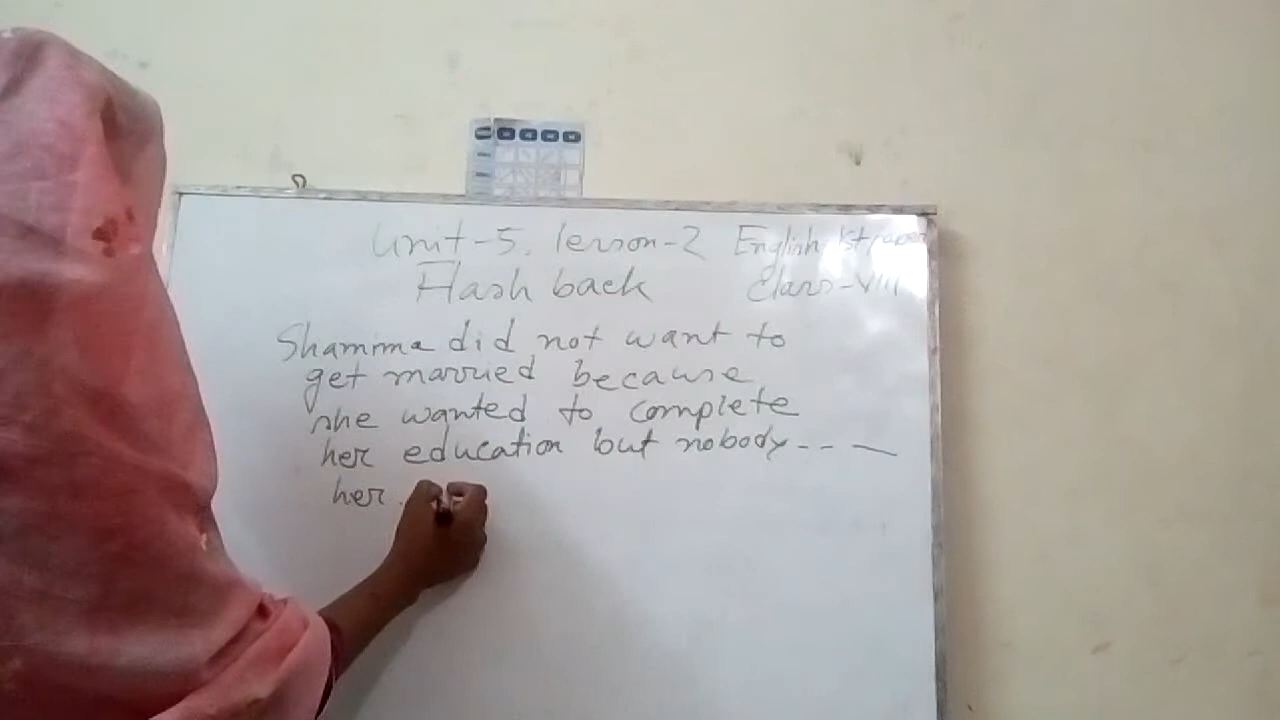 Unit-5, lesson-2 English 1st paper
Flash back Class-VIII
Shamima did not want to
get married because
she wanted to complete
her education but nobody -- —
her